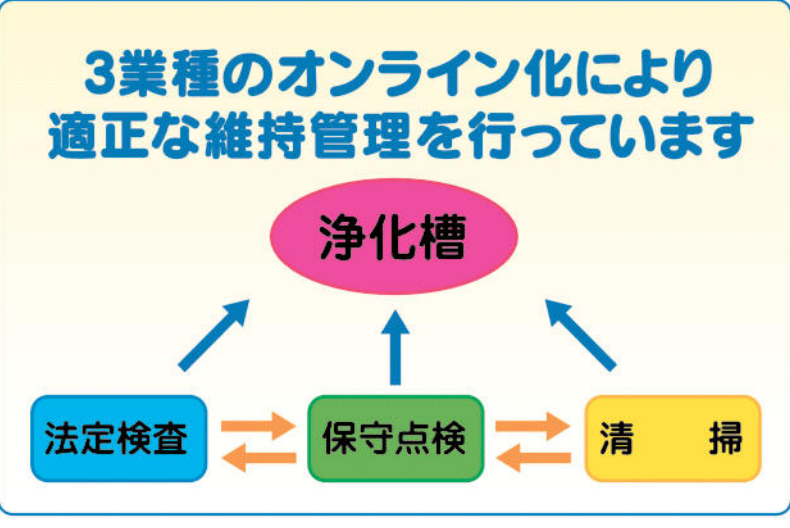 3業種のオンライン化により
適正な維持管理を行っています
浄化槽
法定検査
保守点検
清　掃